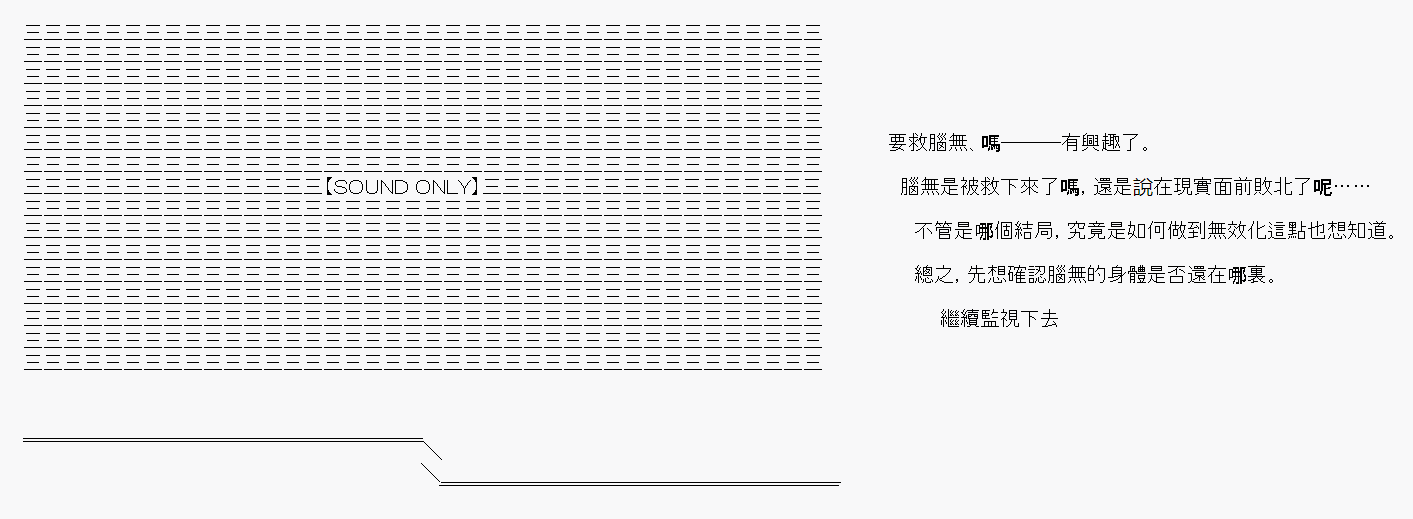 【SOUND ONLY】
要救腦無、嗎———有興趣了。
腦無是被救下來了嗎，還是說在現實面前敗北了呢……
不管是哪個結局，究竟是如何做到無效化這點也想知道。
總之，先想確認腦無的身體是否還在哪裏。
繼續監視下去